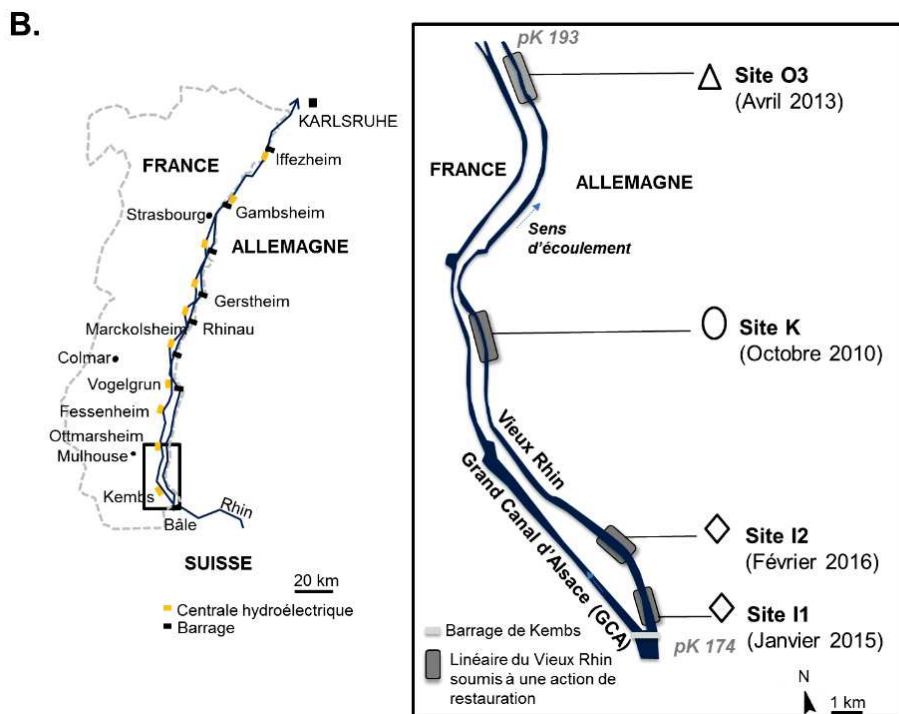 B.
KARLSRUHE
Iffezheim
FRANCE
Strasbourg
Gambsheim
ALLEMAGNE
Gerstheim
Marckolsheim
Rhinau
Colmar
Vogelgrun
Fessenheim
Ottmarsheim
Mulhouse
Kembs
Rhin
Bâle
SUISSE
20 km
Centrale hydroélectrique
Barrage
pK 193
Site O3
(Avril 2013)
FRANCE
ALLEMAGNE
Sens
d'écoulement
Site K
(Octobre 2010)
Vieux Rhin
Grand Canal d'Alsace (GCA)
Site I2
(Février 2016)
Site I1
(Janvier 2015)
Barrage de Kembs
pK 174
Linéaire du Vieux Rhin
soumis à une action de
restauration
N
1 km